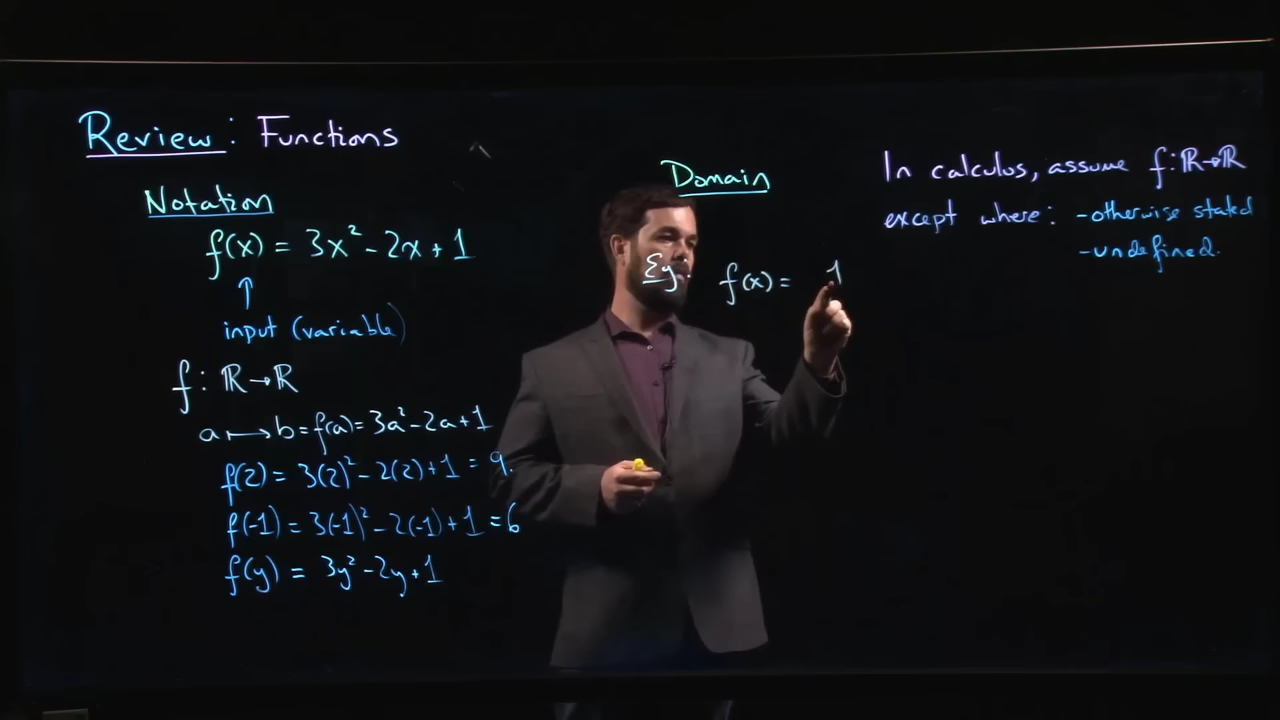 Review: Functions
Notation
f(x) = 3x² - 2x + 1
↑
input (variable)
f: ℝ→ℝ
a ⟼ b = f(a) = 3a² - 2a + 1
f(2) = 3(2)² - 2(2) + 1 = 9.
f(-1) = 3(-1)² - 2(-1) + 1 = 6
f(y) = 3y² - 2y + 1
Domain
Eg: f(x) = 1
In calculus, assume f: ℝ→ℝ
except where: - otherwise stated
- undefined.